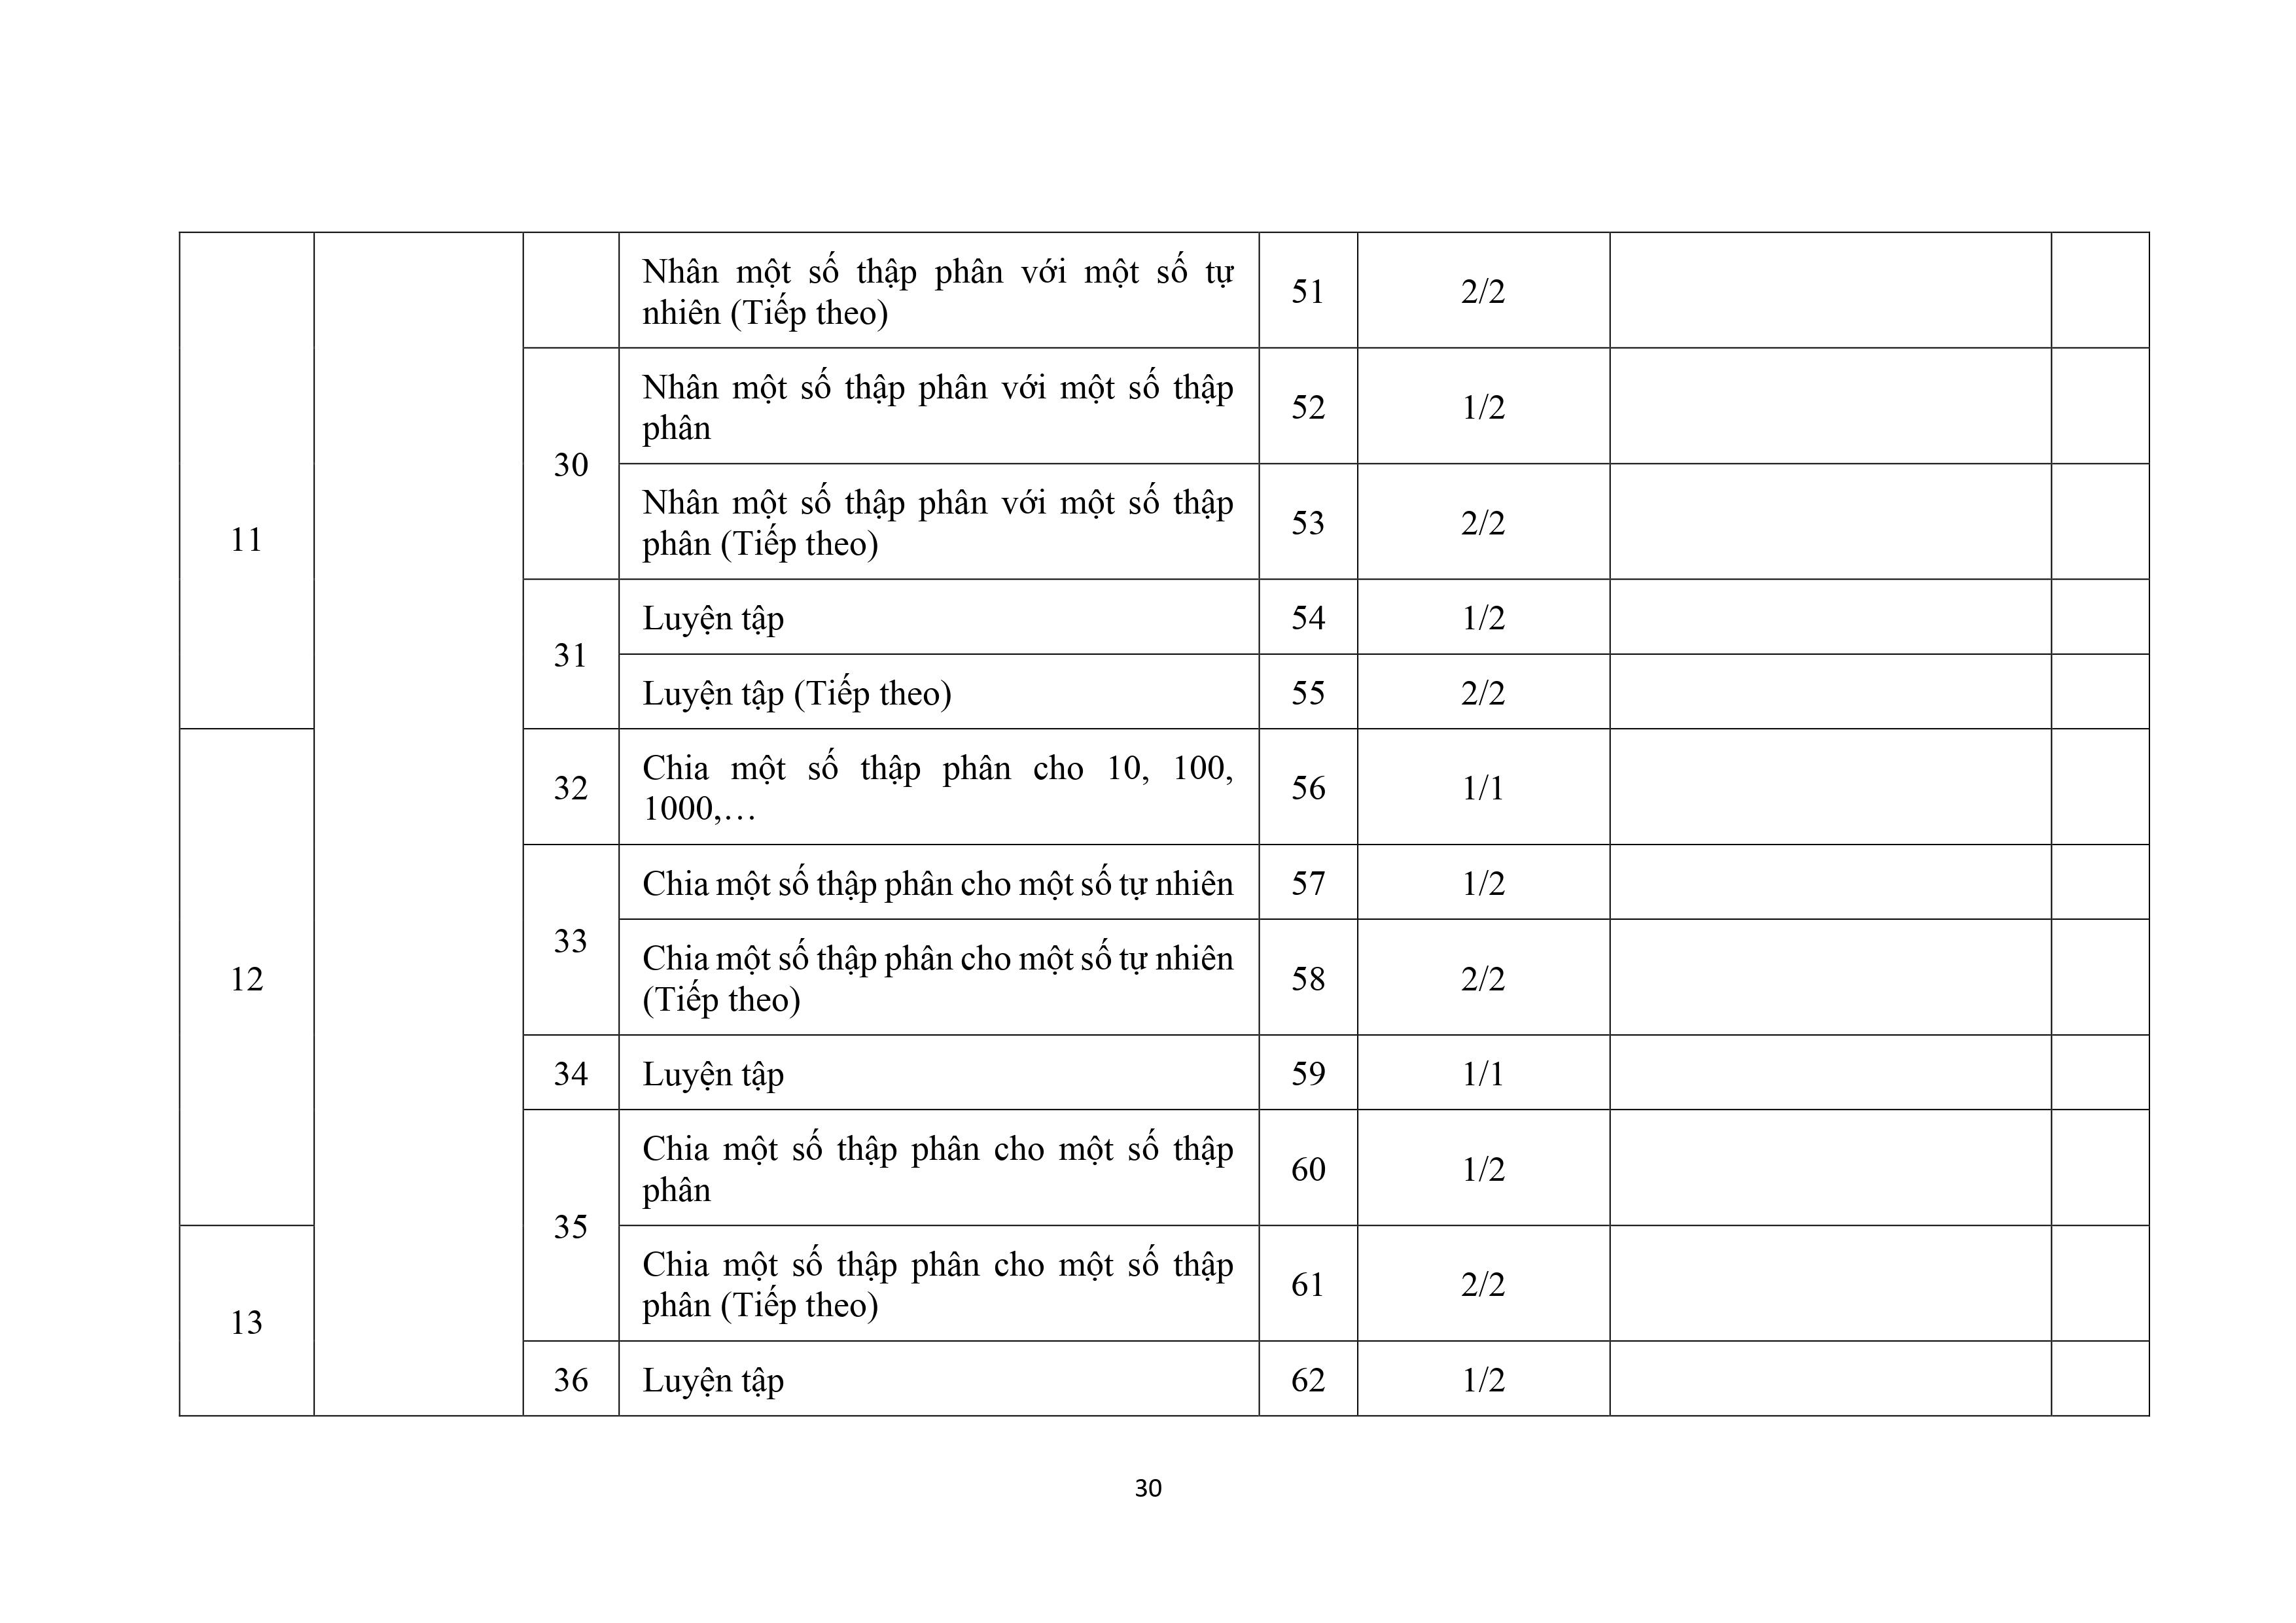 Nhân một số thập phân với một số tự
nhiên (Tiếp theo)
51
2/2
11
30
Nhân một số thập phân với một số thập
phân
52
1/2
Nhân một số thập phân với một số thập
phân (Tiếp theo)
53
2/2
31
Luyện tập
54
1/2
Luyện tập (Tiếp theo)
55
2/2
12
32
Chia một số thập phân cho 10, 100,
1000,…
56
1/1
33
Chia một số thập phân cho một số tự nhiên
57
1/2
Chia một số thập phân cho một số tự nhiên
(Tiếp theo)
58
2/2
34
Luyện tập
59
1/1
35
Chia một số thập phân cho một số thập
phân
60
1/2
13
Chia một số thập phân cho một số thập
phân (Tiếp theo)
61
2/2
36
Luyện tập
62
1/2
30